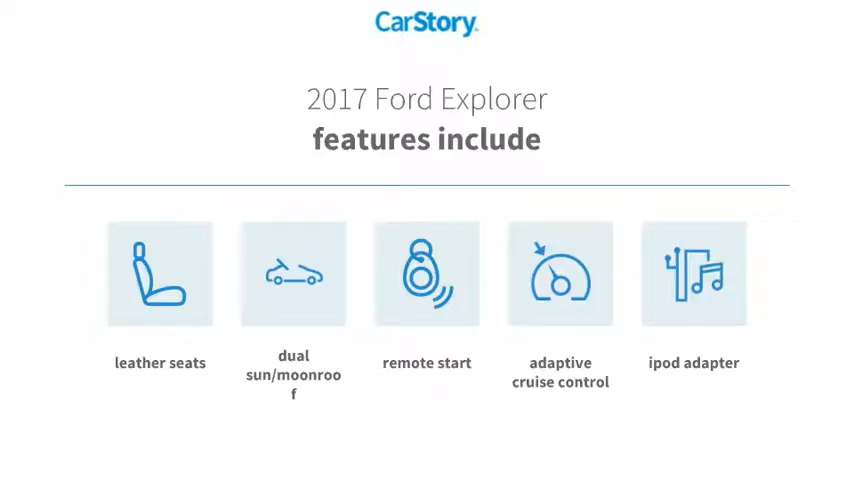 CarStory.
2017 Ford Explorer
features include
leather seats
dual
sun/moonroo
f
remote start
adaptive
cruise control
ipod adapter